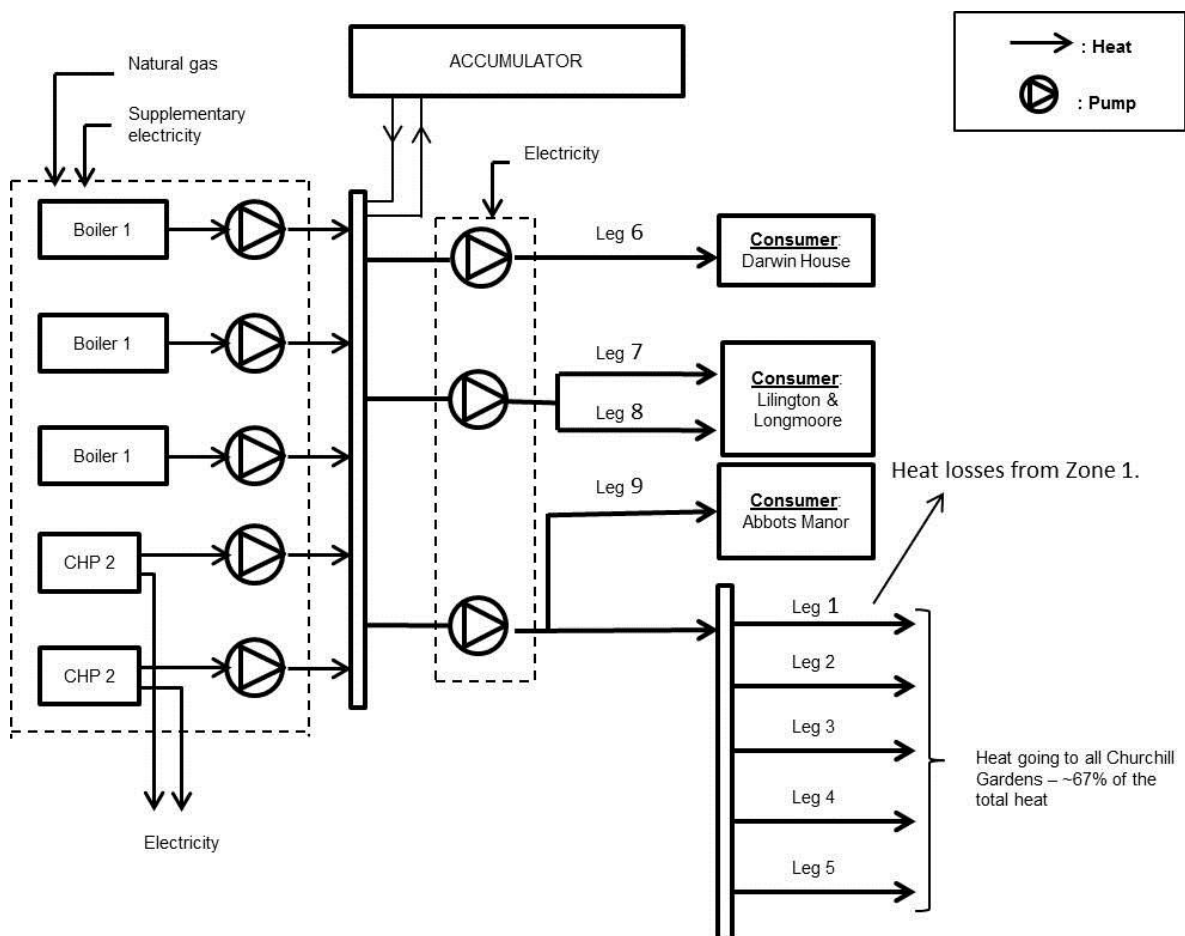 ACCUMULATOR
: Heat
: Pump
Natural gas
Supplementary
electricity
Electricity
Boiler 1
Leg 6
Consumer:
Darwin House
Boiler 1
Leg 7
Leg 8
Consumer:
Lilington &
Longmoore
Boiler 1
Leg 9
Consumer:
Abbots Manor
Heat losses from Zone 1.
CHP 2
Leg 1
CHP 2
Leg 2
Leg 3
Leg 4
Leg 5
Heat going to all Churchill
Gardens – ~67% of the
total heat
Electricity